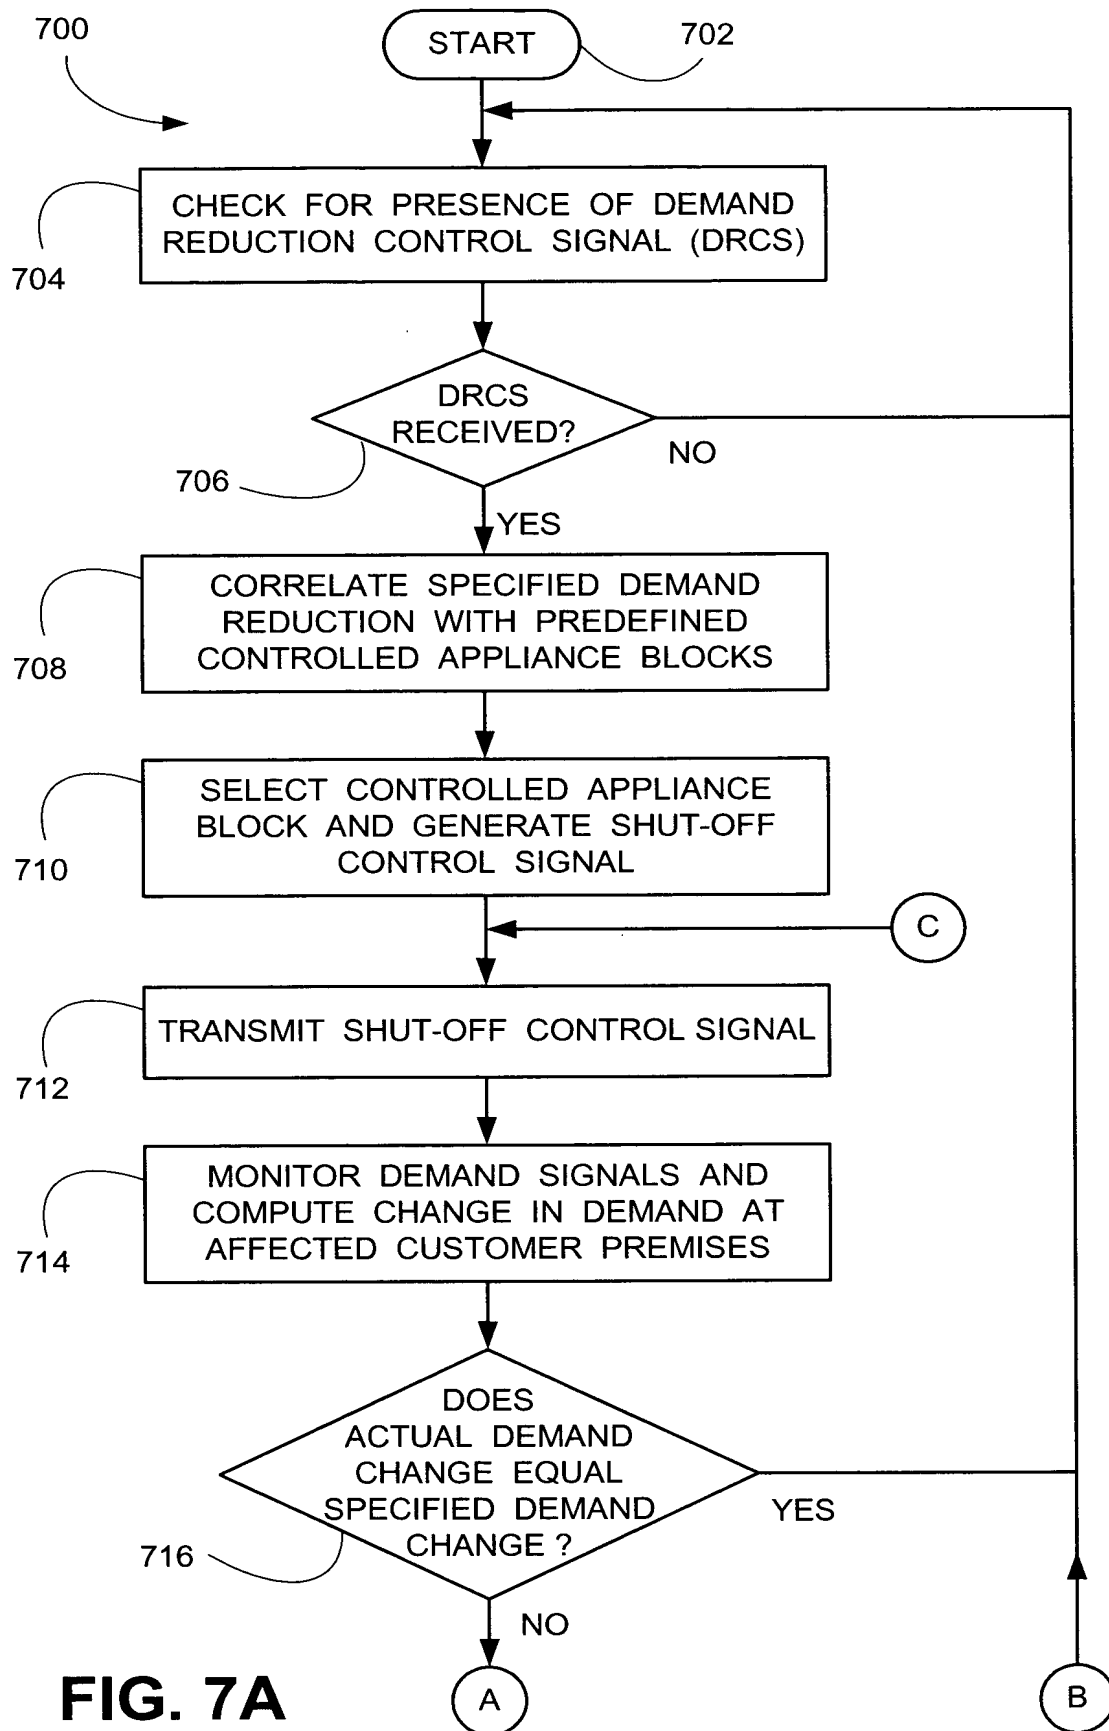 700
START
702
CHECK FOR PRESENCE OF DEMAND
REDUCTION CONTROL SIGNAL (DRCS)
704
DRCS
RECEIVED?
NO
706
YES
CORRELATE SPECIFIED DEMAND
REDUCTION WITH PREDEFINED
CONTROLLED APPLIANCE BLOCKS
708
SELECT CONTROLLED APPLIANCE
BLOCK AND GENERATE SHUT-OFF
CONTROL SIGNAL
710
C
TRANSMIT SHUT-OFF CONTROL SIGNAL
712
MONITOR DEMAND SIGNALS AND
COMPUTE CHANGE IN DEMAND AT
AFFECTED CUSTOMER PREMISES
714
DOES
ACTUAL DEMAND
CHANGE EQUAL
SPECIFIED DEMAND
CHANGE ?
YES
716
NO
FIG. 7A
A
B